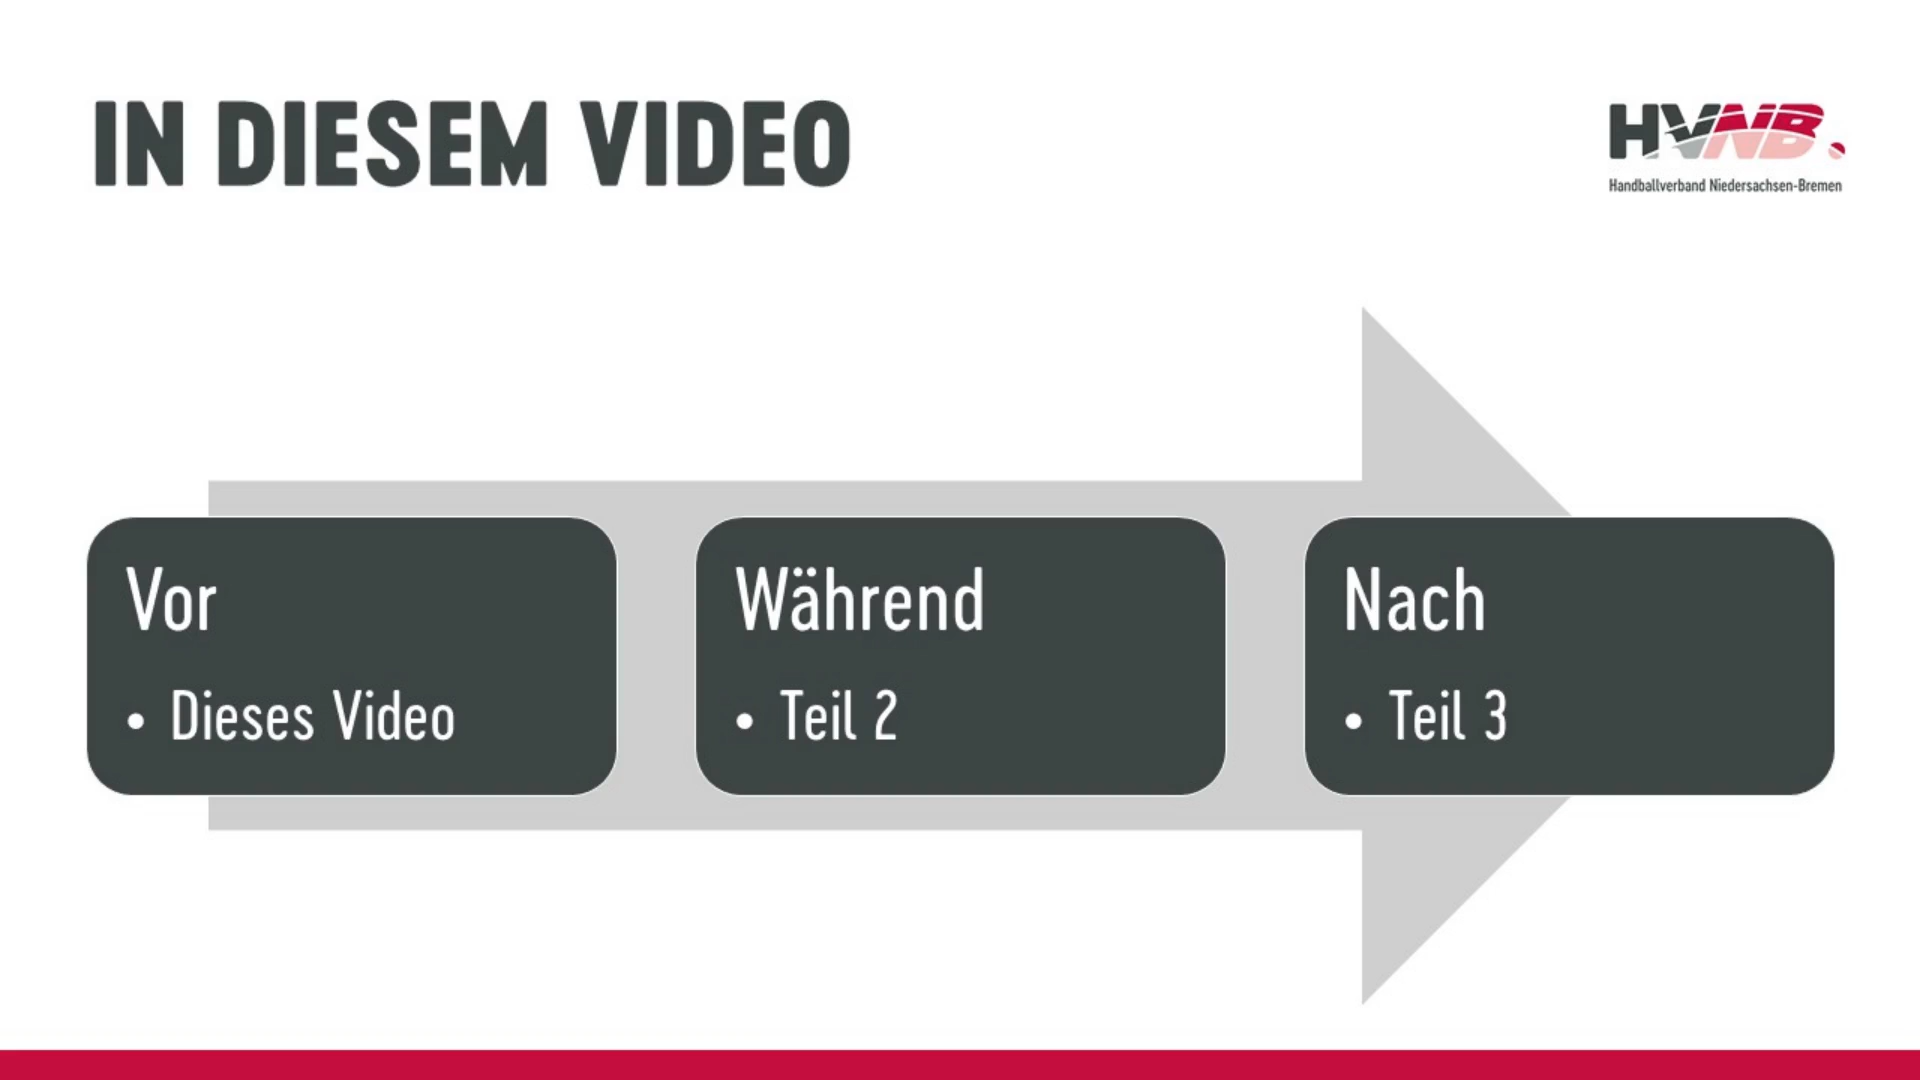 IN DIESEM VIDEO
HVNB.
Handballverband Niedersachsen-Bremen
Vor
• Dieses Video
Während
• Teil 2
Nach
• Teil 3